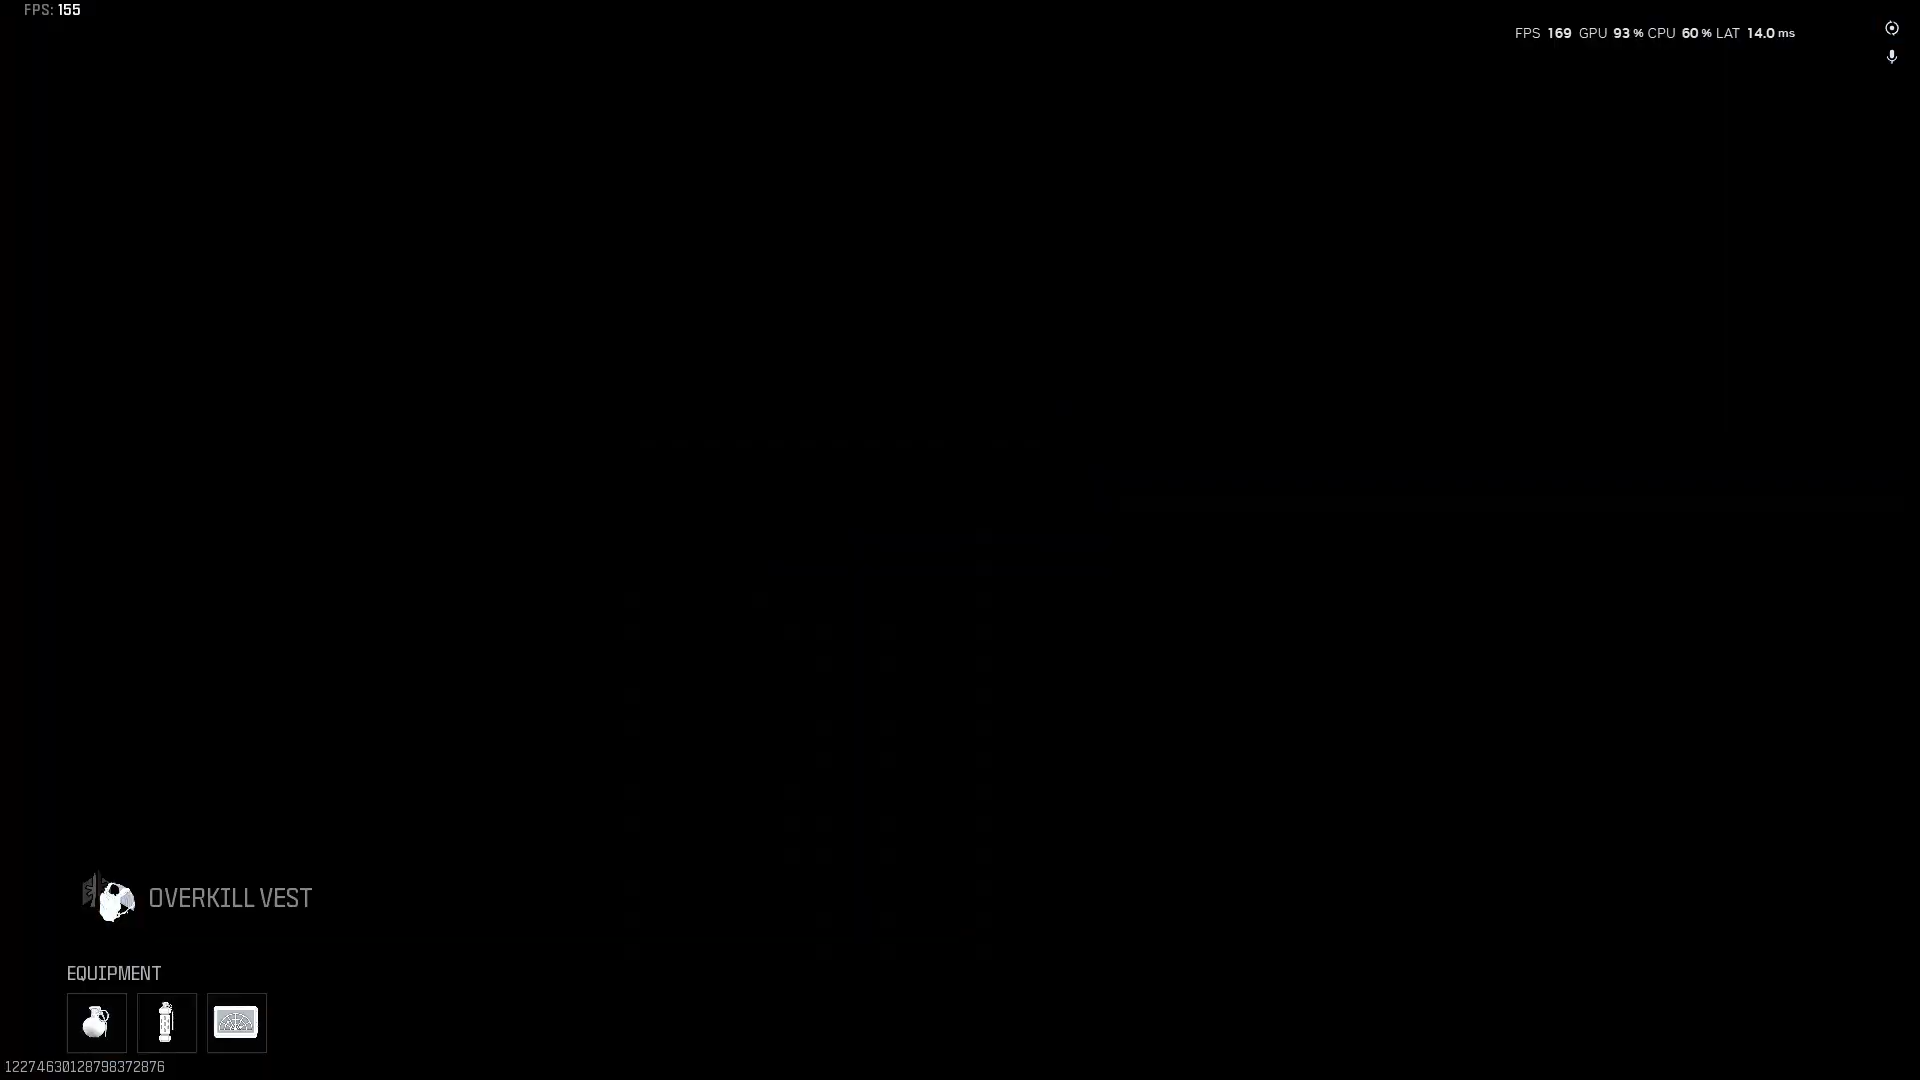 FPS: 155
FPS 169 GPU 93 % CPU 60 % LAT 14.0 ms
OVERKILL VEST
EQUIPMENT
12274630128798372876